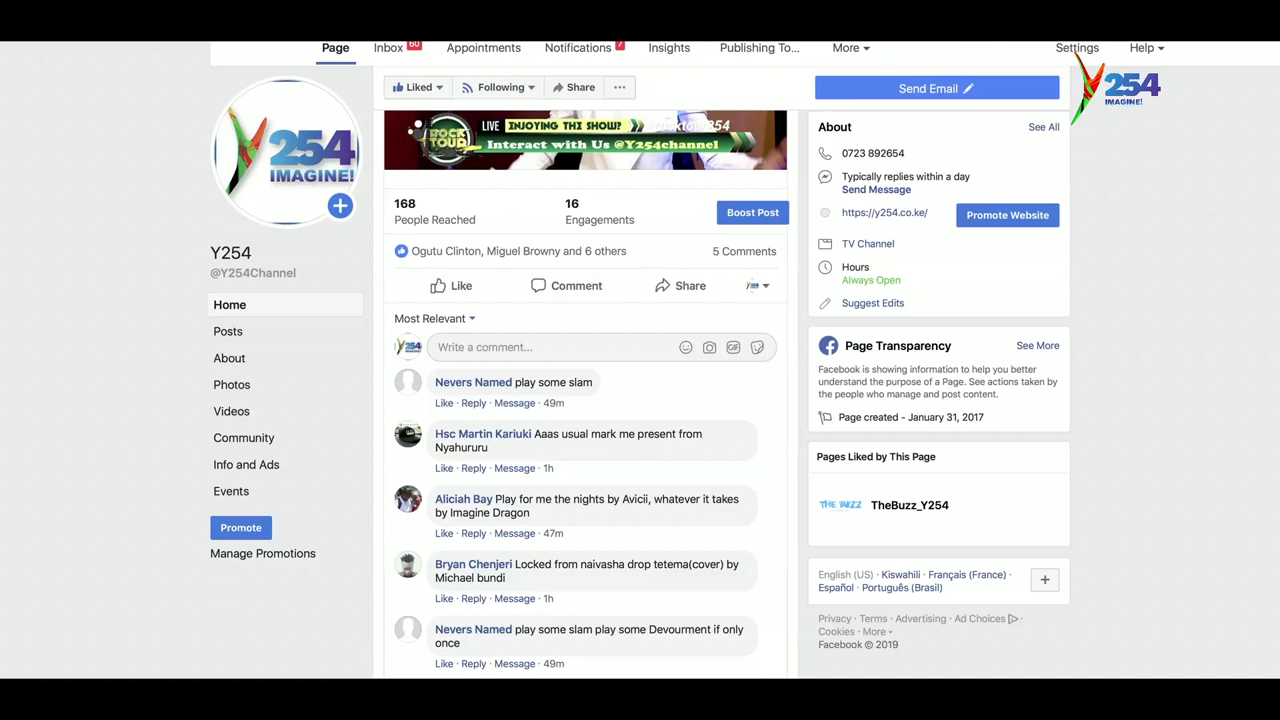 Page
Inbox 60
Appointments
Notifications 7
Insights
Publishing To...
More
Settings
Help
Liked
Following
Share
Send Email
254
IMAGINE!
Y254
IMAGINE!
Y254
@Y254Channel
Home
Posts
About
Photos
Videos
Community
Info and Ads
Events
Promote
Manage Promotions
ROCK
TOUR
LIVE ENJOYING THE SHOW?
Interact with Us @Y254channel
168
People Reached
16
Engagements
Boost Post
Ogutu Clinton, Miguel Browny and 6 others
5 Comments
Like
Comment
Share
Most Relevant
Write a comment...
GIF
Nevers Named play some slam
Like · Reply · Message · 49m
Hsc Martin Kariuki Aaas usual mark me present from
Nyahururu
Like · Reply · Message · 1h
Aliciah Bay Play for me the nights by Avicii, whatever it takes
by Imagine Dragon
Like · Reply · Message · 47m
Bryan Chenjeri Locked from naivasha drop tetema(cover) by
Michael bundi
Like · Reply · Message · 1h
Nevers Named play some slam play some Devourment if only
once
Like · Reply · Message · 49m
About
See All
0723 892654
Typically replies within a day
Send Message
https://y254.co.ke/
Promote Website
TV Channel
Hours
Always Open
Suggest Edits
Page Transparency
See More
Facebook is showing information to help you better
understand the purpose of a Page. See actions taken by
the people who manage and post content.
Page created - January 31, 2017
Pages Liked by This Page
THE BUZZ
TheBuzz_Y254
English (US) · Kiswahili · Français (France) ·
Español · Português (Brasil)
Privacy · Terms · Advertising · Ad Choices ·
Cookies · More
Facebook © 2019